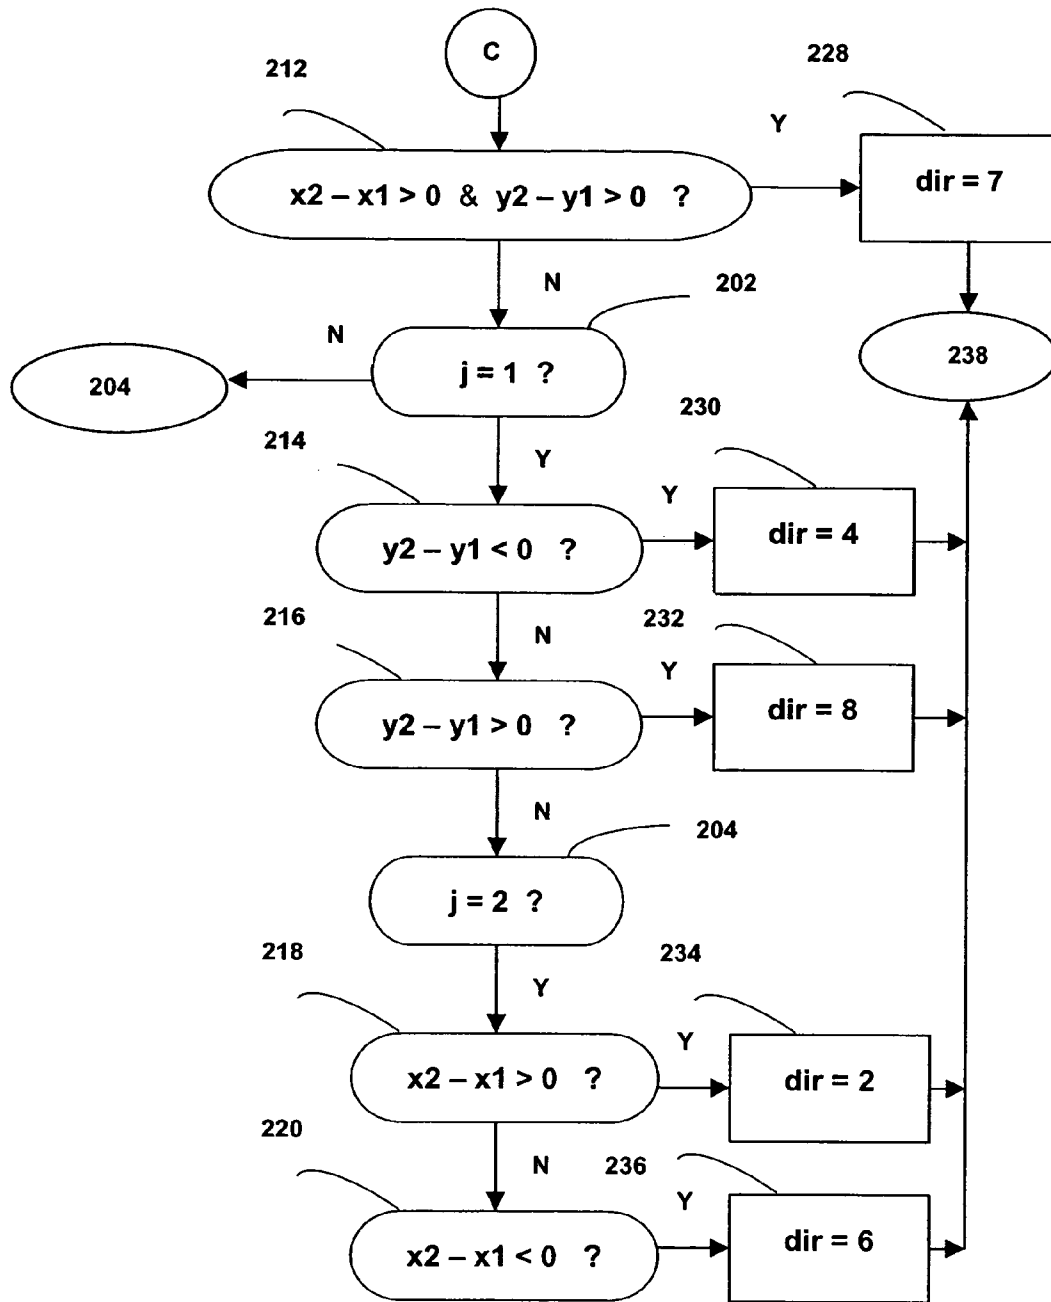 C
212
228
Y
x2 – x1 > 0 & y2 – y1 > 0 ?
dir = 7
N
202
N
j = 1 ?
204
238
230
214
Y
Y
y2 – y1 < 0 ?
dir = 4
216
N
232
Y
y2 – y1 > 0 ?
dir = 8
N
204
j = 2 ?
218
234
Y
Y
x2 – x1 > 0 ?
dir = 2
220
N
236
Y
x2 – x1 < 0 ?
dir = 6